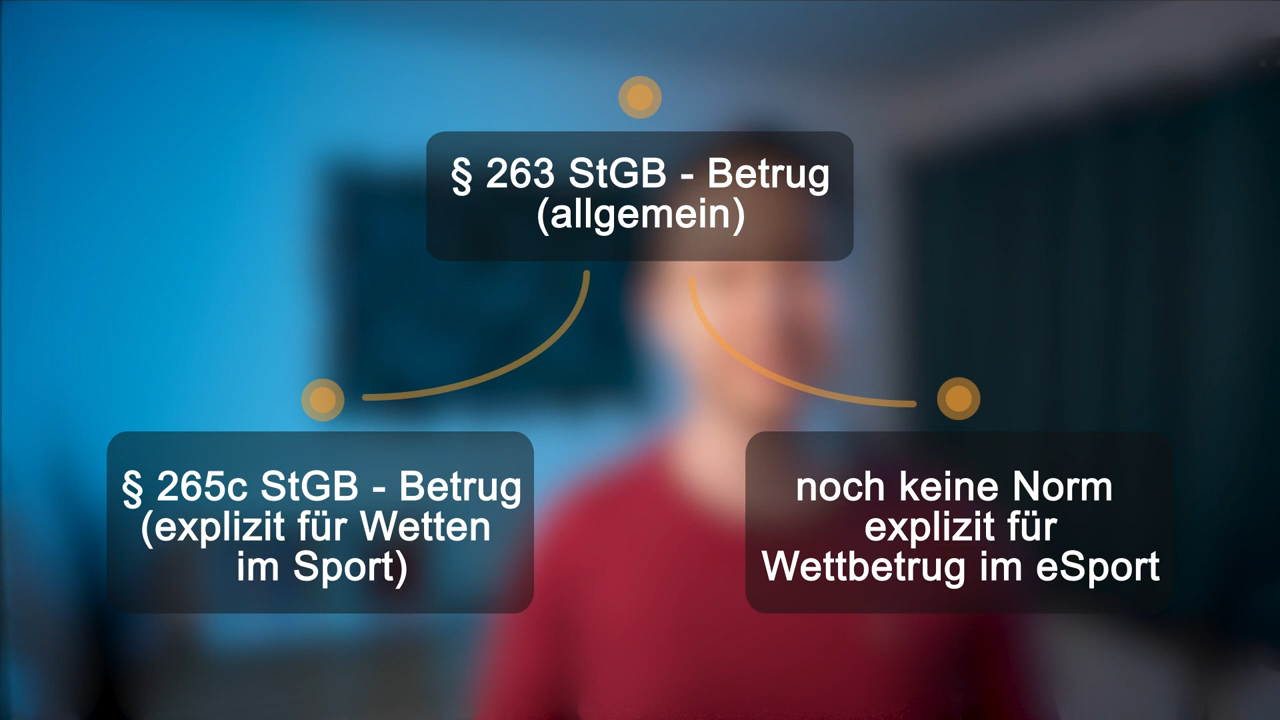 § 263 StGB - Betrug
(allgemein)
§ 265c StGB - Betrug
(explizit für Wetten
im Sport)
noch keine Norm
explizit für
Wettbetrug im eSport